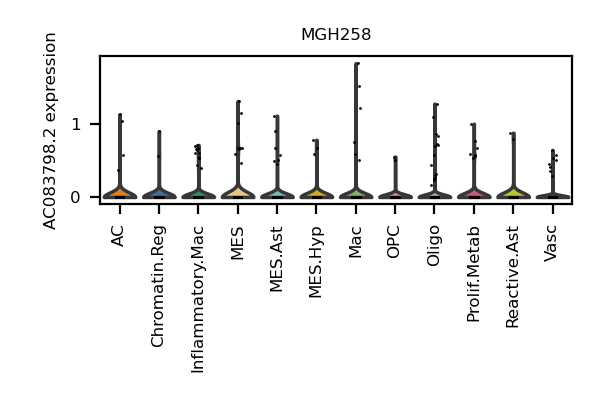 MGH258
AC083798.2 expression
1
0
AC
Chromatin.Reg
Inflammatory.Mac
MES
MES.Ast
MES.Hyp
Mac
OPC
Oligo
Prolif.Metab
Reactive.Ast
Vasc